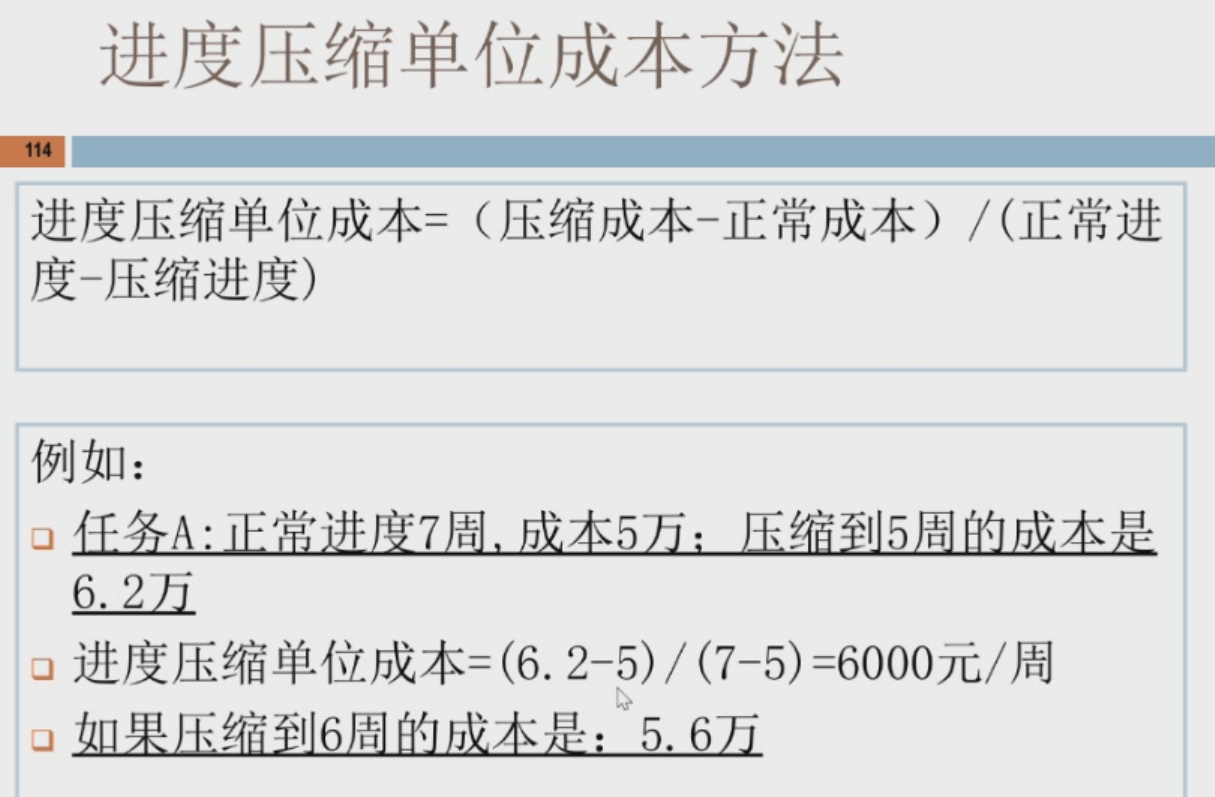 进度压缩单位成本方法
114
进度压缩单位成本=（压缩成本-正常成本）/(正常进
度-压缩进度)
例如：
任务A:正常进度7周,成本5万；压缩到5周的成本是
6.2万
进度压缩单位成本=(6.2-5)/(7-5)=6000元/周
如果压缩到6周的成本是：5.6万